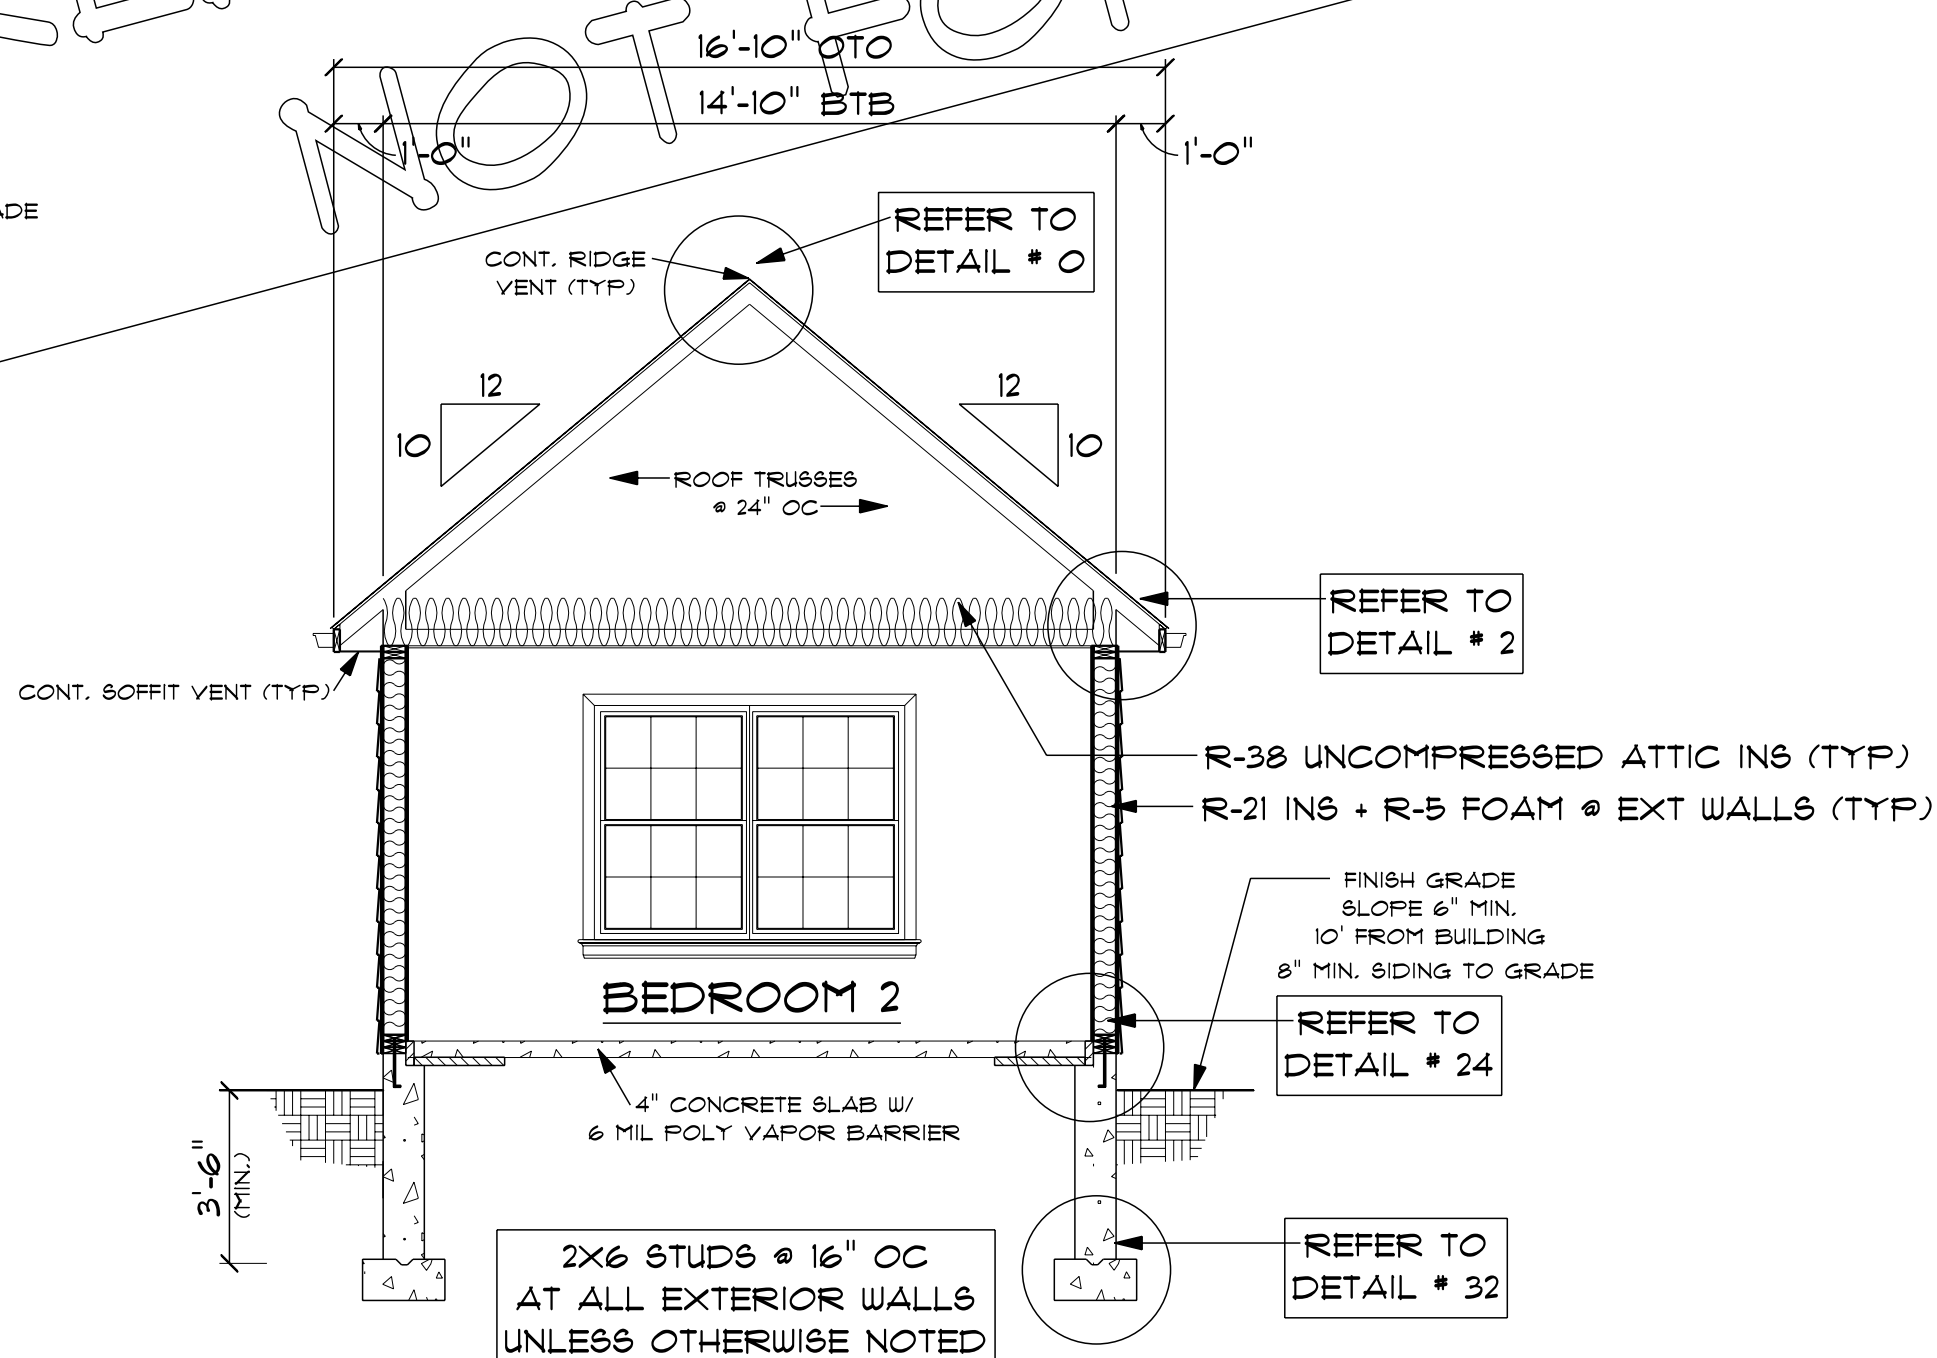 NOT FOR
16'-10" OTO
14'-10" BTB
1'-0"
1'-0"
ADE
REFER TO
DETAIL # 0
CONT. RIDGE
VENT (TYP)
12
10
12
10
ROOF TRUSSES
@ 24" OC
REFER TO
DETAIL # 2
CONT. SOFFIT VENT (TYP)
R-38 UNCOMPRESSED ATTIC INS (TYP)
R-21 INS + R-5 FOAM @ EXT WALLS (TYP)
FINISH GRADE
SLOPE 6" MIN.
10' FROM BUILDING
8" MIN. SIDING TO GRADE
BEDROOM 2
REFER TO
DETAIL # 24
4" CONCRETE SLAB W/
6 MIL POLY VAPOR BARRIER
3'-6"
(MIN.)
REFER TO
DETAIL # 32
2X6 STUDS @ 16" OC
AT ALL EXTERIOR WALLS
UNLESS OTHERWISE NOTED